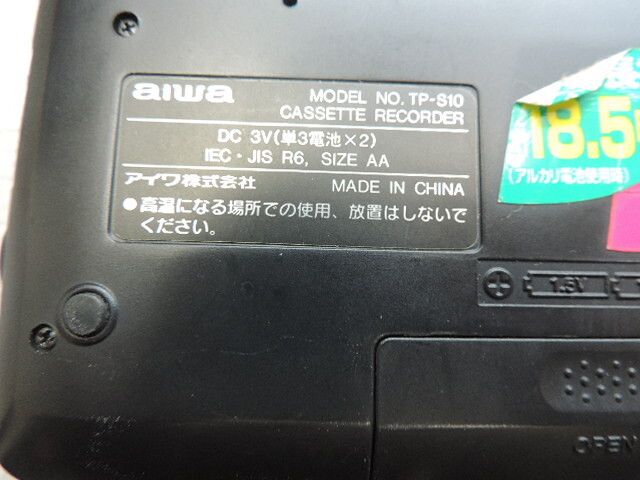 aiwa
MODEL NO. TP-S10
CASSETTE RECORDER
DC 3V(単3電池×2)
IEC・JIS R6, SIZE AA
アイワ株式会社
MADE IN CHINA
●高温になる場所での使用、放置はしないで
ください。
18.5
(アルカリ電池使用時)
1.5V
OPEN